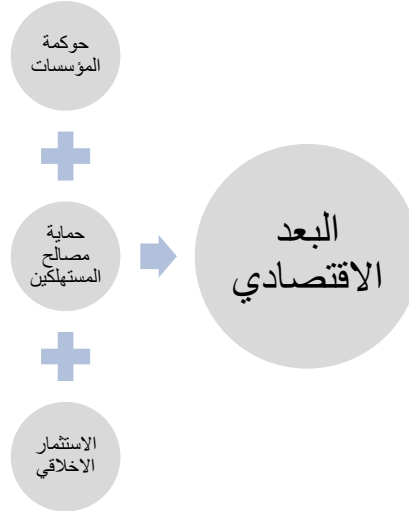 حوكمة
المؤسسات
حماية
مصالح
المستهلكين
الاستثمار
الاخلاقي
البعد
الاقتصادي